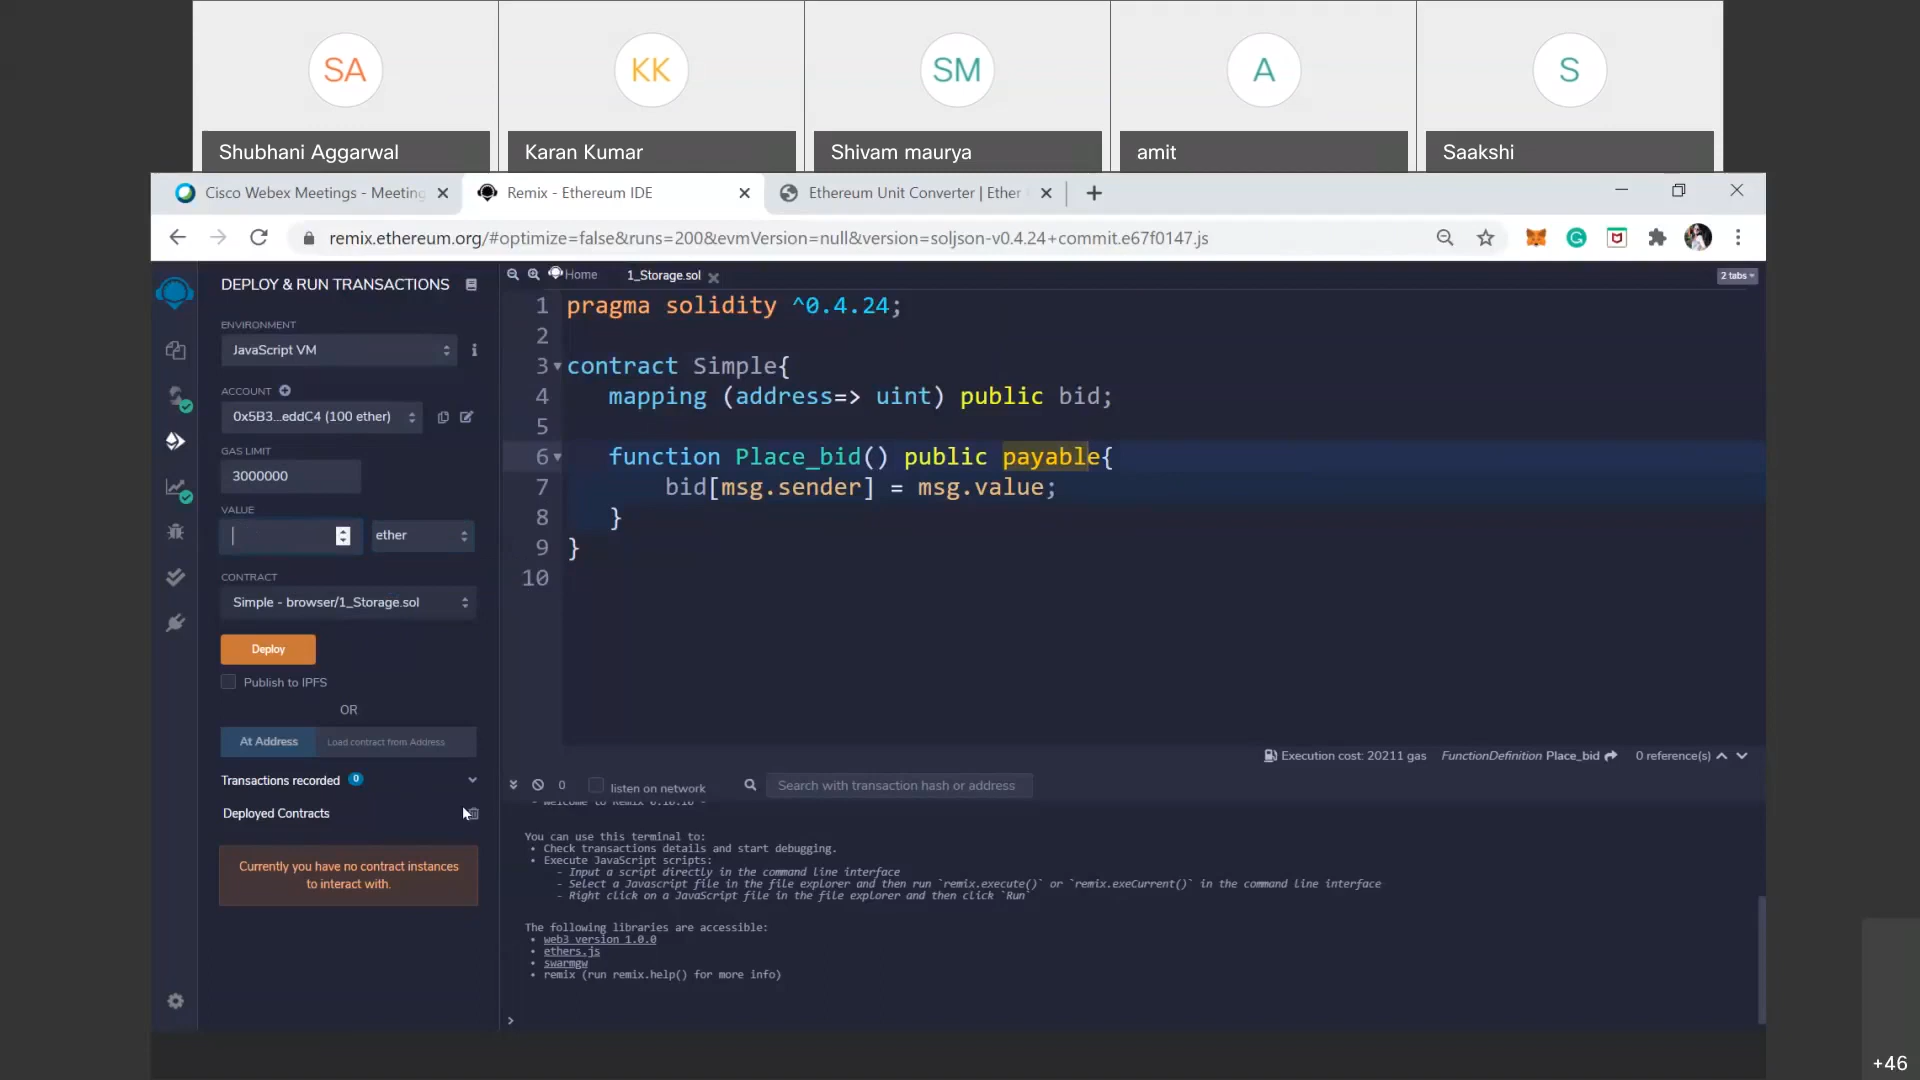 SA
KK
SM
A
S
Shubhani Aggarwal
Karan Kumar
Shivam maurya
amit
Saakshi
Cisco Webex Meetings - Meeting
Remix - Ethereum IDE
Ethereum Unit Converter | Ether
remix.ethereum.org/#optimize=false&runs=200&evmVersion=null&version=soljson-v0.4.24+commit.e67f0147.js
DEPLOY & RUN TRANSACTIONS
ENVIRONMENT
JavaScript VM
ACCOUNT
0x5B3...eddC4 (100 ether)
GAS LIMIT
3000000
VALUE
ether
CONTRACT
Simple - browser/1_Storage.sol
Deploy
Publish to IPFS
OR
At Address
Load contract from Address
Transactions recorded 0
Deployed Contracts
Currently you have no contract instances
to interact with.
Home
1_Storage.sol
2 tabs
1 pragma solidity ^0.4.24;
2
3 contract Simple{
4 mapping (address=> uint) public bid;
5
6 function Place_bid() public payable{
7 bid[msg.sender] = msg.value;
8 }
9 }
10
Execution cost: 20211 gas FunctionDefinition Place_bid 0 reference(s)
0 listen on network
Search with transaction hash or address
You can use this terminal to:
• Check transactions details and start debugging.
• Execute JavaScript scripts:
- Input a script directly in the command line interface
- Select a Javascript file in the file explorer and then run `remix.execute()` or `remix.exeCurrent()` in the command line interface
- Right click on a JavaScript file in the file explorer and then click `Run`
The following libraries are accessible:
• web3 version 1.0.0
• ethers.js
• swarmgw
• remix (run remix.help() for more info)
>
+46